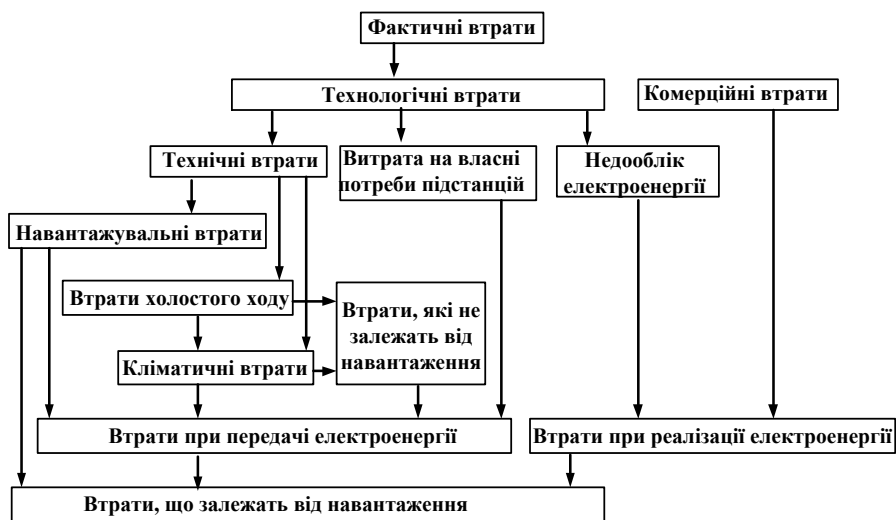 Фактичні втрати
Технологічні втрати
Комерційні втрати
Технічні втрати
Витрата на власні
потреби підстанцій
Недооблік
електроенергії
Навантажувальні втрати
Втрати холостого ходу
Втрати, які не
залежать від
навантаження
Кліматичні втрати
Втрати при передачі електроенергії
Втрати при реалізації електроенергії
Втрати, що залежать від навантаження